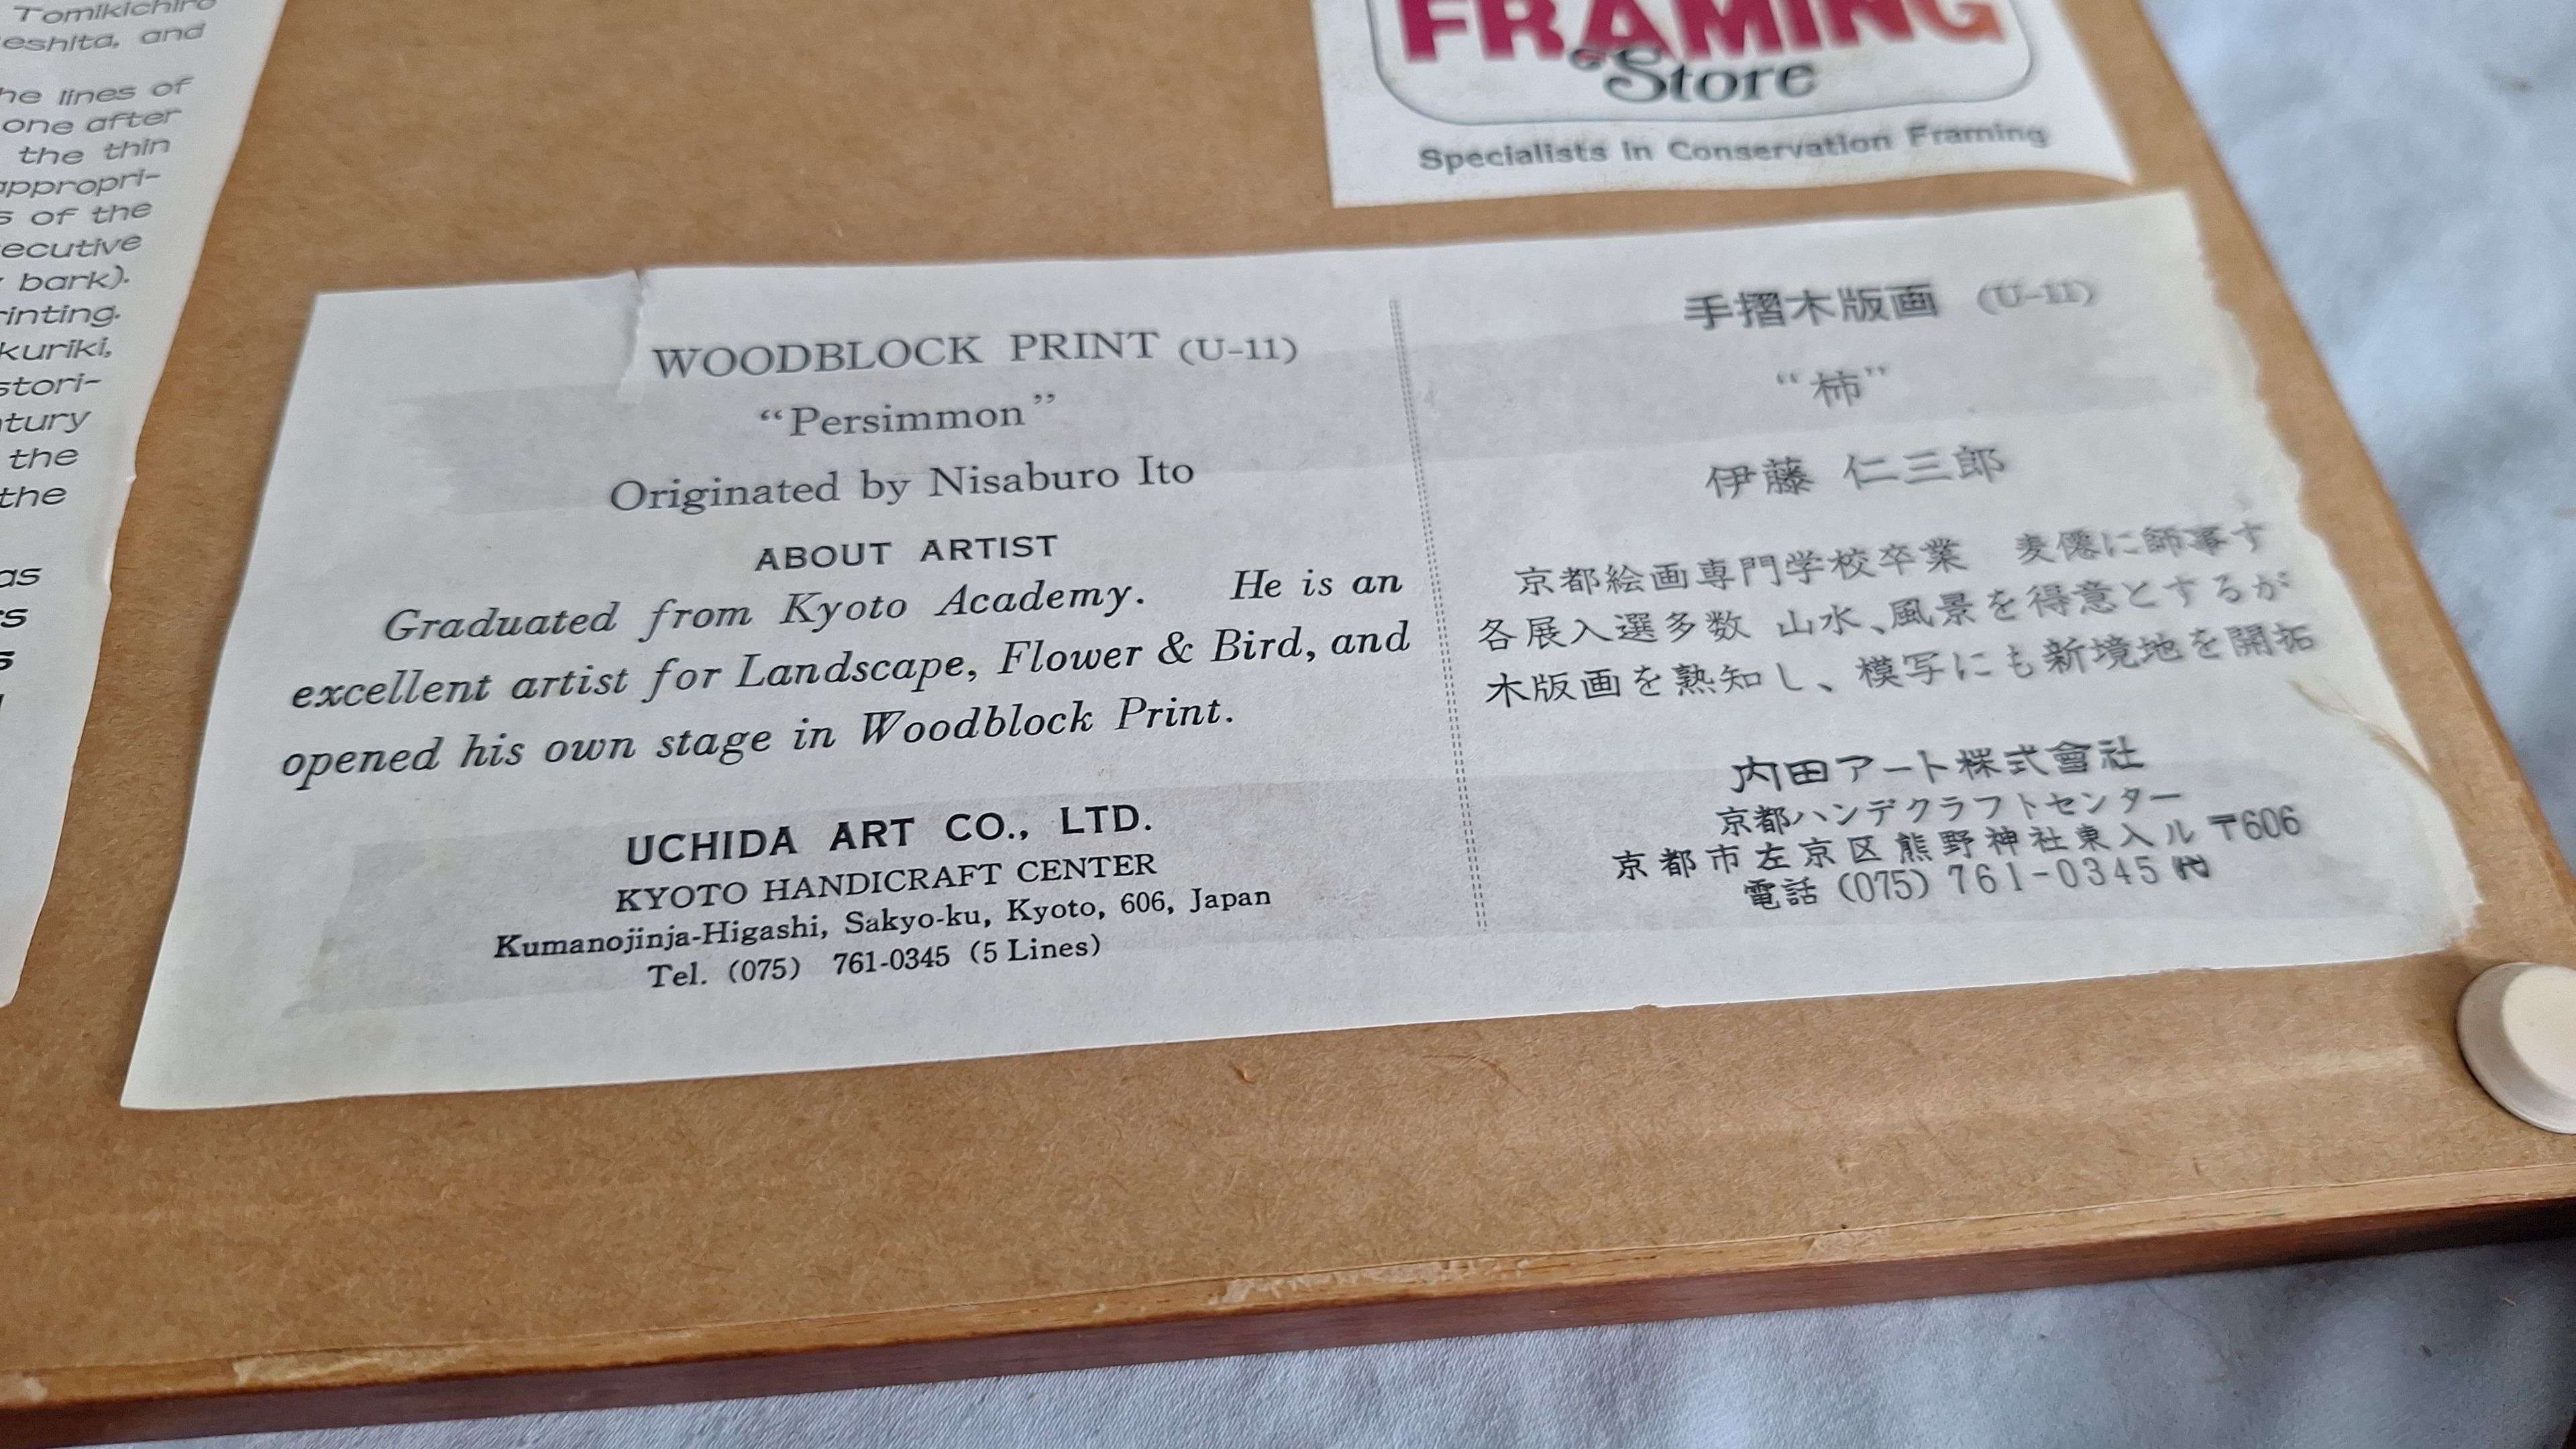 Tomikichiro
eshita, and
he lines of
one after
the thin
appropri-
s of the
ecutive
bark).
rinting.
kuriki,
stori-
ntury
the
the
as
rs
s
FRAMING
Store
Specialists in Conservation Framing
WOODBLOCK PRINT (U-11)
“Persimmon”
Originated by Nisaburo Ito
ABOUT ARTIST
Graduated from Kyoto Academy. He is an
excellent artist for Landscape, Flower & Bird, and
opened his own stage in Woodblock Print.
UCHIDA ART CO., LTD.
KYOTO HANDICRAFT CENTER
Kumanojinja-Higashi, Sakyo-ku, Kyoto, 606, Japan
Tel. (075) 761-0345 (5 Lines)
手摺木版画 (U-11)
“柿”
伊藤 仁三郎
京都絵画専門学校卒業 麦僊に師事す
各展入選多数 山水、風景を得意とするが
木版画を熟知し、模写にも新境地を開拓
内田アート株式會社
京都ハンデクラフトセンター
京都市左京区熊野神社東入ル 〒606
電話 (075) 761-0345 代